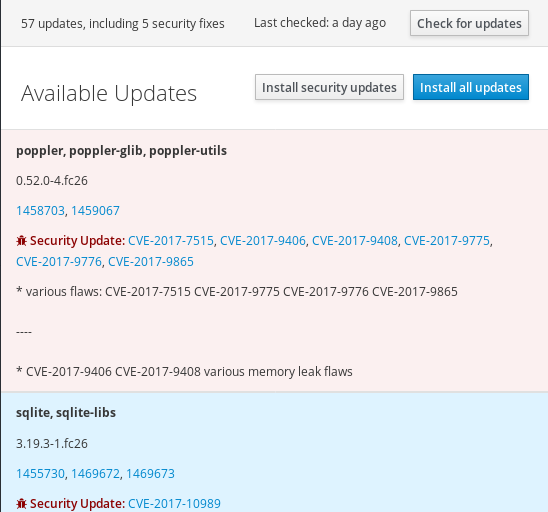 57 updates, including 5 security fixes Last checked: a day ago Check for updates
Available Updates Install security updates Install all updates
poppler, poppler-glib, poppler-utils
0.52.0-4.fc26
1458703, 1459067
Security Update: CVE-2017-7515, CVE-2017-9406, CVE-2017-9408, CVE-2017-9775,
CVE-2017-9776, CVE-2017-9865
* various flaws: CVE-2017-7515 CVE-2017-9775 CVE-2017-9776 CVE-2017-9865
----
* CVE-2017-9406 CVE-2017-9408 various memory leak flaws
sqlite, sqlite-libs
3.19.3-1.fc26
1455730, 1469672, 1469673
Security Update: CVE-2017-10989